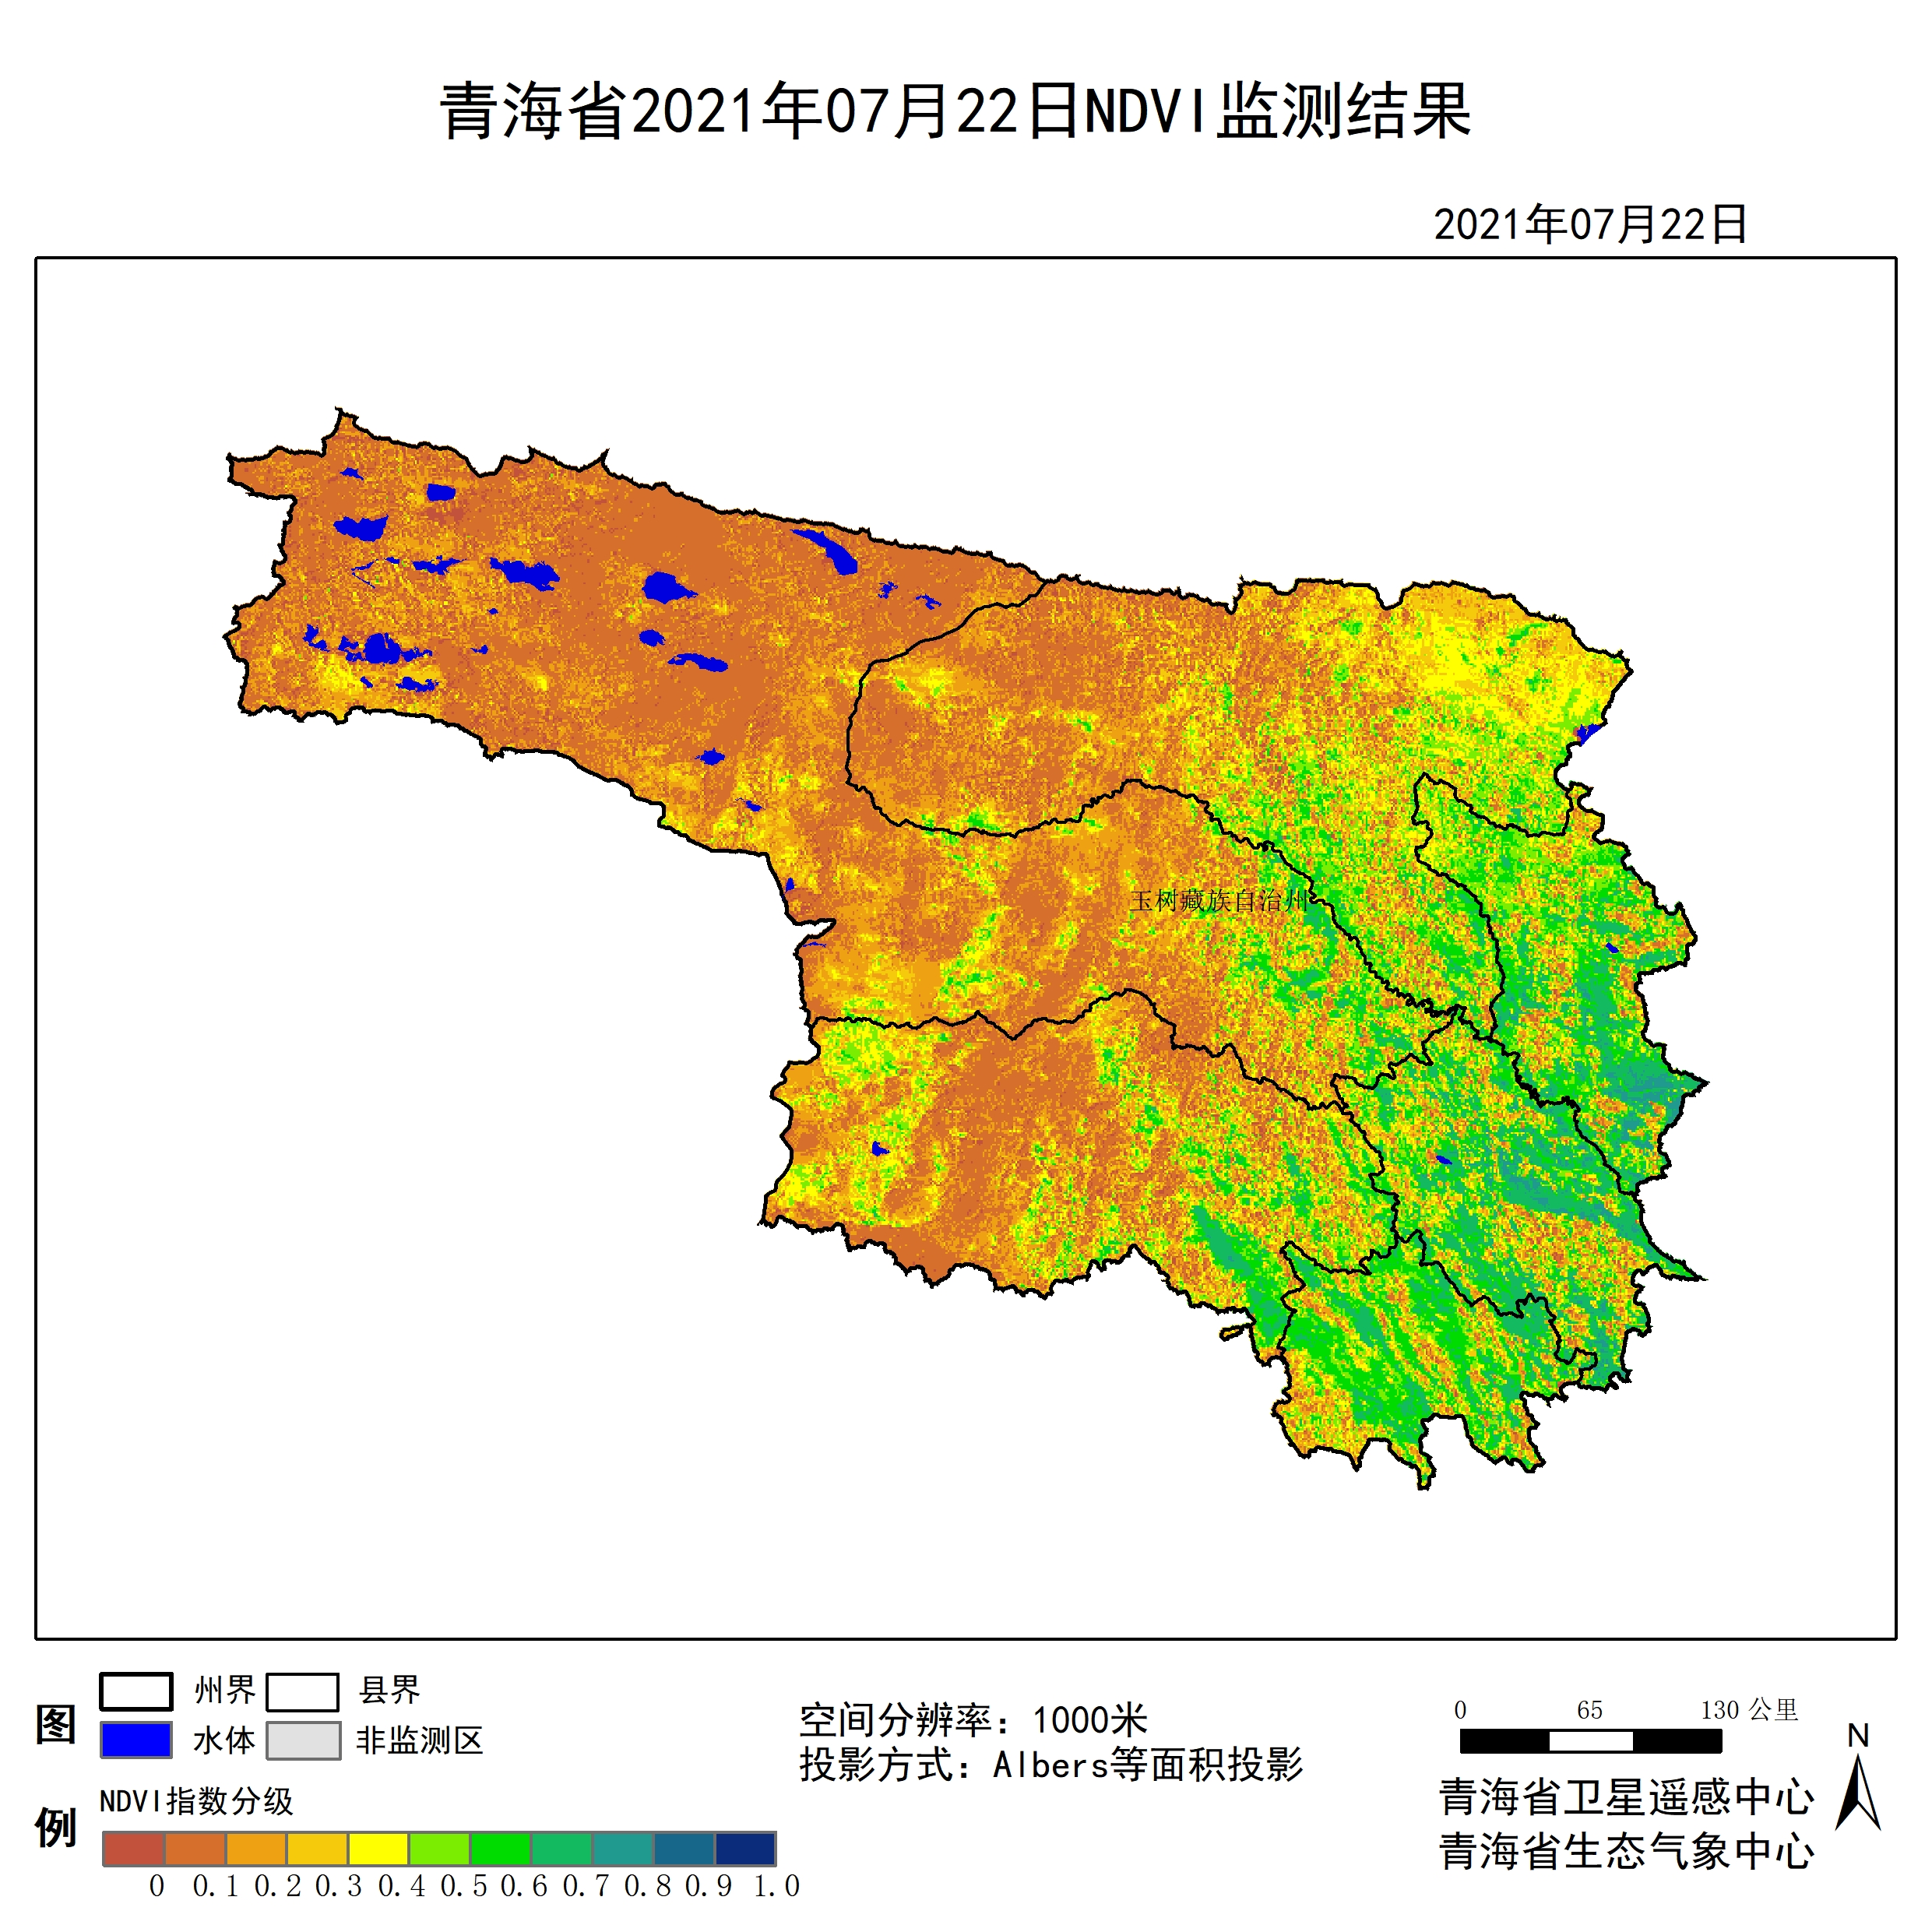 青海省2021年07月22日NDVI监测结果
2021年07月22日
玉树藏族自治州
图例
州界 县界
水体 非监测区
NDVI指数分级
0 0.1 0.2 0.3 0.4 0.5 0.6 0.7 0.8 0.9 1.0
空间分辨率：1000米
投影方式：Albers等面积投影
0 65 130 公里
N
青海省卫星遥感中心
青海省生态气象中心